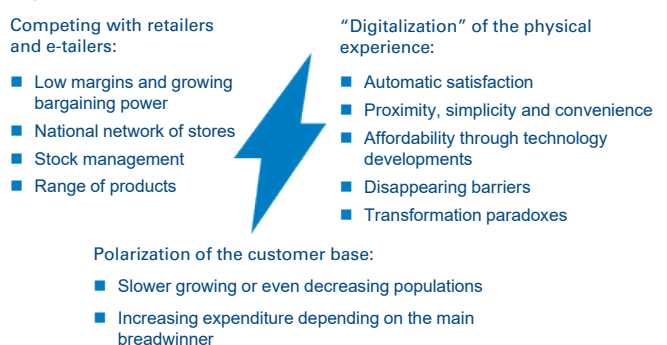 Competing with retailers
and e-tailers:
Low margins and growing
bargaining power
National network of stores
Stock management
Range of products
“Digitalization” of the physical
experience:
Automatic satisfaction
Proximity, simplicity and convenience
Affordability through technology
developments
Disappearing barriers
Transformation paradoxes
Polarization of the customer base:
Slower growing or even decreasing populations
Increasing expenditure depending on the main
breadwinner